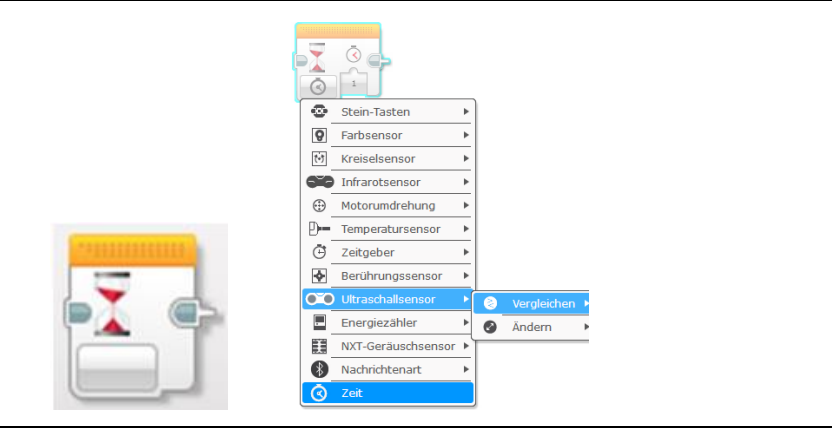 1
Stein-Tasten
Farbsensor
Kreiselsensor
Infrarotsensor
Motorumdrehung
Temperatursensor
Zeitgeber
Berührungssensor
Ultraschallsensor
Vergleichen
Energiezähler
Ändern
NXT-Geräuschsensor
Nachrichtenart
Zeit